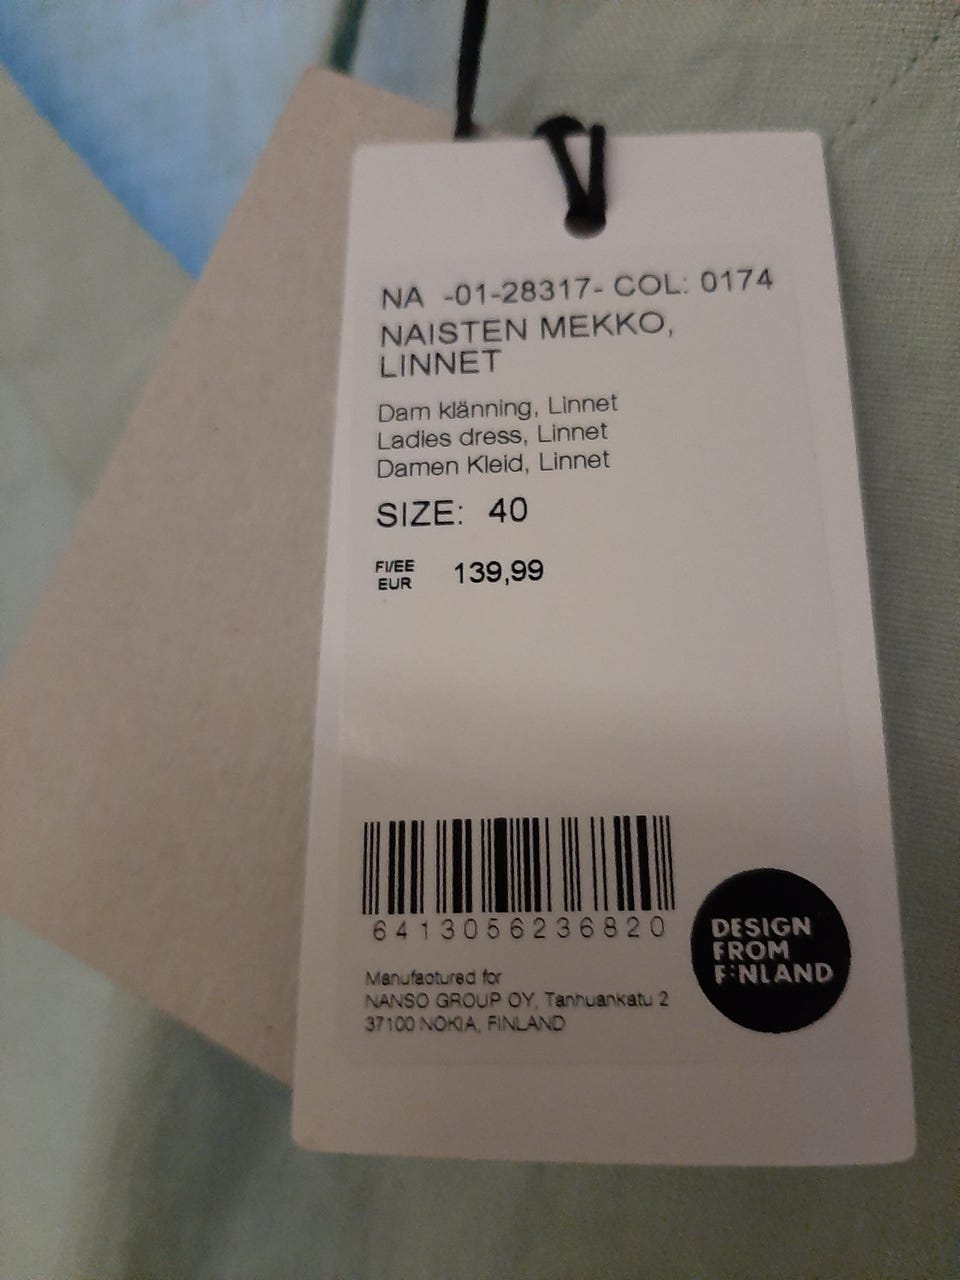 NA -01-28317- COL: 0174
NAISTEN MEKKO,
LINNET
Dam klänning, Linnet
Ladies dress, Linnet
Damen Kleid, Linnet
SIZE: 40
FI/EE
EUR 139,99
6413056236820
Manufactured for
NANSO GROUP OY, Tanhuankatu 2
37100 NOKIA, FINLAND
DESIGN
FROM
FINLAND